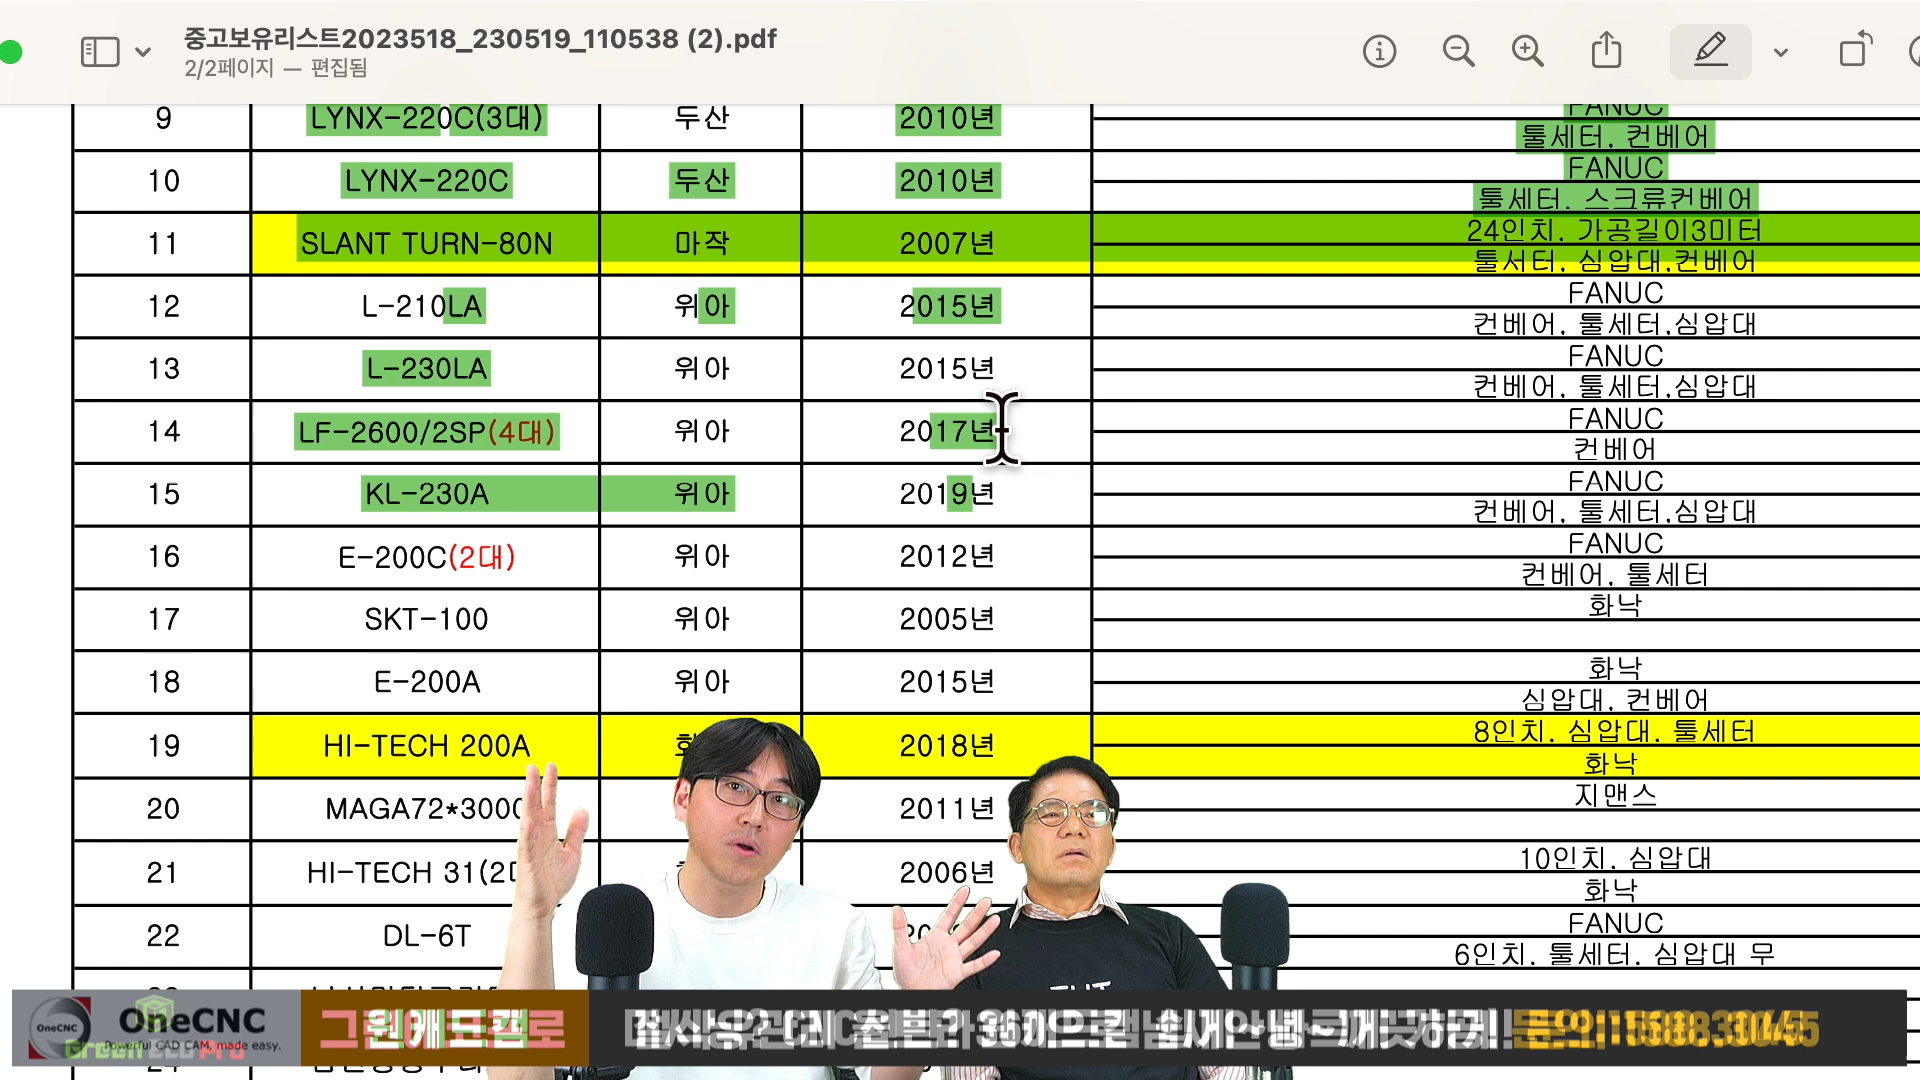 중고보유리스트2023518_230519_110538 (2).pdf
2/2페이지 — 편집됨
9 LYNX-220C(3대) 두산 2010년 FANUC
툴세터. 컨베어
10 LYNX-220C 두산 2010년 FANUC
툴세터. 스크류컨베어
11 SLANT TURN-80N 마작 2007년 24인치. 가공길이3미터
툴서터. 심압대.컨베어
12 L-210LA 위아 2015년 FANUC
컨베어. 툴세터.심압대
13 L-230LA 위아 2015년 FANUC
컨베어. 툴세터.심압대
14 LF-2600/2SP(4대) 위아 2017년 FANUC
컨베어
15 KL-230A 위아 2019년 FANUC
컨베어. 툴세터.심압대
16 E-200C(2대) 위아 2012년 FANUC
컨베어. 툴세터
17 SKT-100 위아 2005년 화낙
18 E-200A 위아 2015년 화낙
심압대. 컨베어
19 HI-TECH 200A 2018년 8인치. 심압대. 툴세터
화낙
20 MAGA72*3000 2011년 지맨스
21 HI-TECH 31(2 2006년 10인치. 심압대
화낙
22 DL-6T FANUC
6인치. 툴세터. 심압대 무
OneCNC OneCNC
Powerful CAD CAM, made easy.